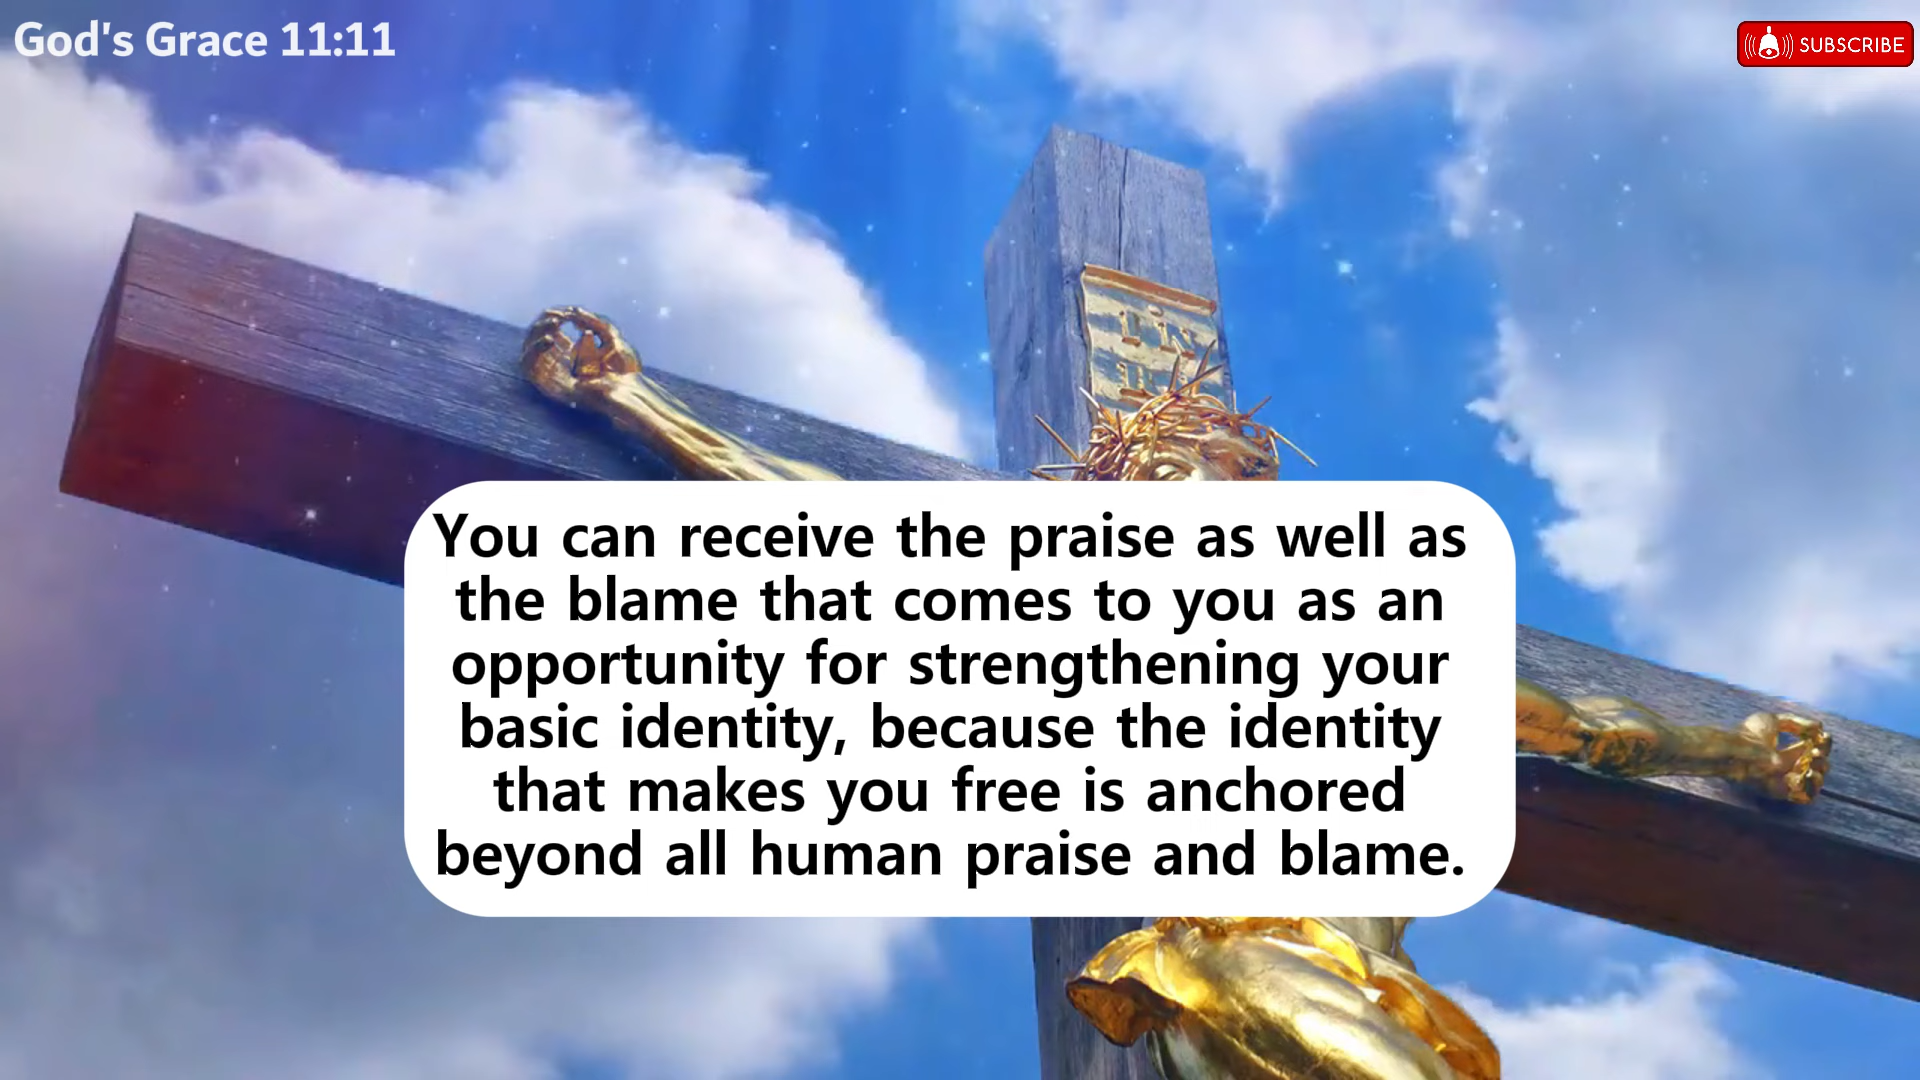 God's Grace 11:11
SUBSCRIBE
INRI
You can receive the praise as well as
the blame that comes to you as an
opportunity for strengthening your
basic identity, because the identity
that makes you free is anchored
beyond all human praise and blame.